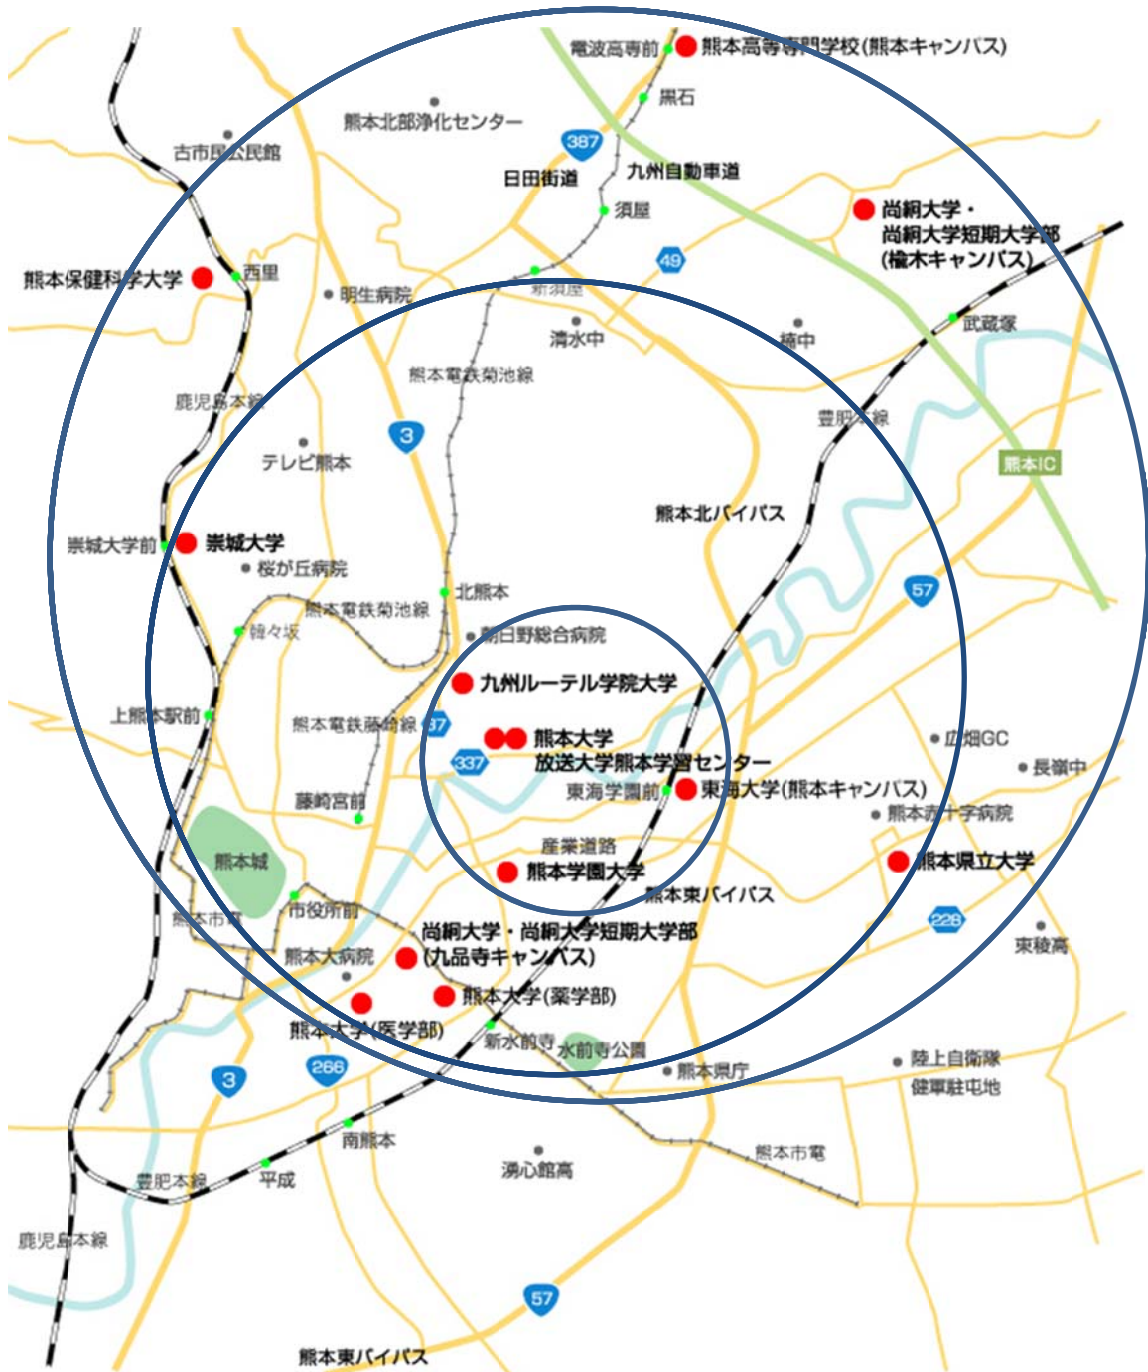 電波高専前
熊本高等専門学校(熊本キャンパス)
黒石
熊本北部浄化センター
387
古市民公民館
日田街道
九州自動車道
須屋
尚絅大学・
尚絅大学短期大学部
(楡木キャンパス)
49
熊本保健科学大学
西里
明生病院
新須屋
清水中
楠中
武蔵塚
熊本電鉄菊池線
鹿児島本線
豊肥本線
3
テレビ熊本
熊本IC
熊本北バイパス
崇城大学前
崇城大学
桜が丘病院
57
北熊本
熊本電鉄菊池線
韓々坂
朝日野総合病院
九州ルーテル学院大学
上熊本駅前
熊本電鉄藤崎線
37
熊本大学
放送大学熊本学習センター
337
広畑GC
長嶺中
東海学園前
東海大学(熊本キャンパス)
藤崎宮前
熊本赤十字病院
産業道路
熊本城
熊本学園大学
熊本県立大学
熊本東バイパス
市役所前
熊本市電
228
尚絅大学・尚絅大学短期大学部
(九品寺キャンパス)
東稜高
熊本大病院
熊本大学(薬学部)
熊本大学(医学部)
新水前寺
水前寺公園
陸上自衛隊
健軍駐屯地
熊本県庁
3
266
南熊本
熊本市電
湧心館高
豊肥本線
平成
鹿児島本線
57
熊本東バイパス